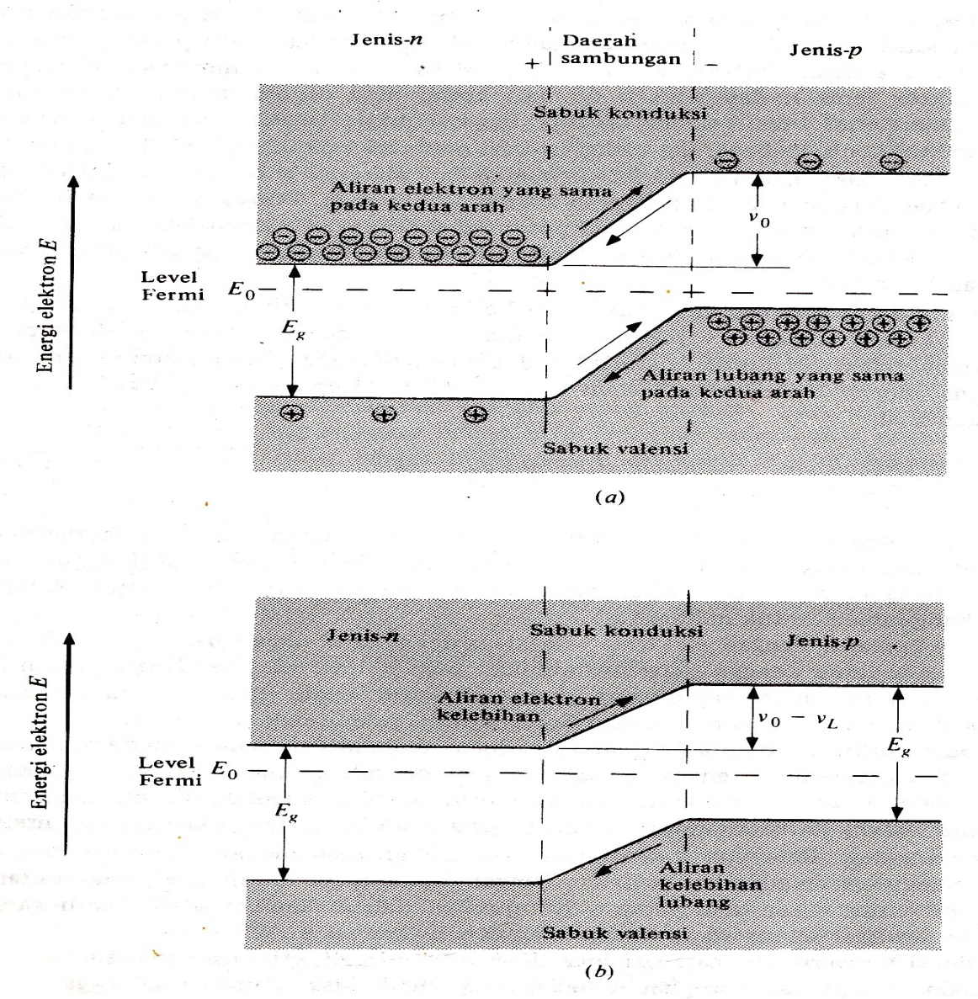 Jenis-n
Daerah
sambungan
+
−
Jenis-p
Sabuk konduksi
Aliran elektron yang sama
pada kedua arah
v0
Level
Fermi
E0
Eg
Energi elektron E
Aliran lubang yang sama
pada kedua arah
Sabuk valensi
(a)
Jenis-n
Sabuk konduksi
Jenis-p
Aliran elektron
kelebihan
v0 − vL
Eg
Level
Fermi
E0
Eg
Energi elektron E
Aliran
kelebihan
lubang
Sabuk valensi
(b)